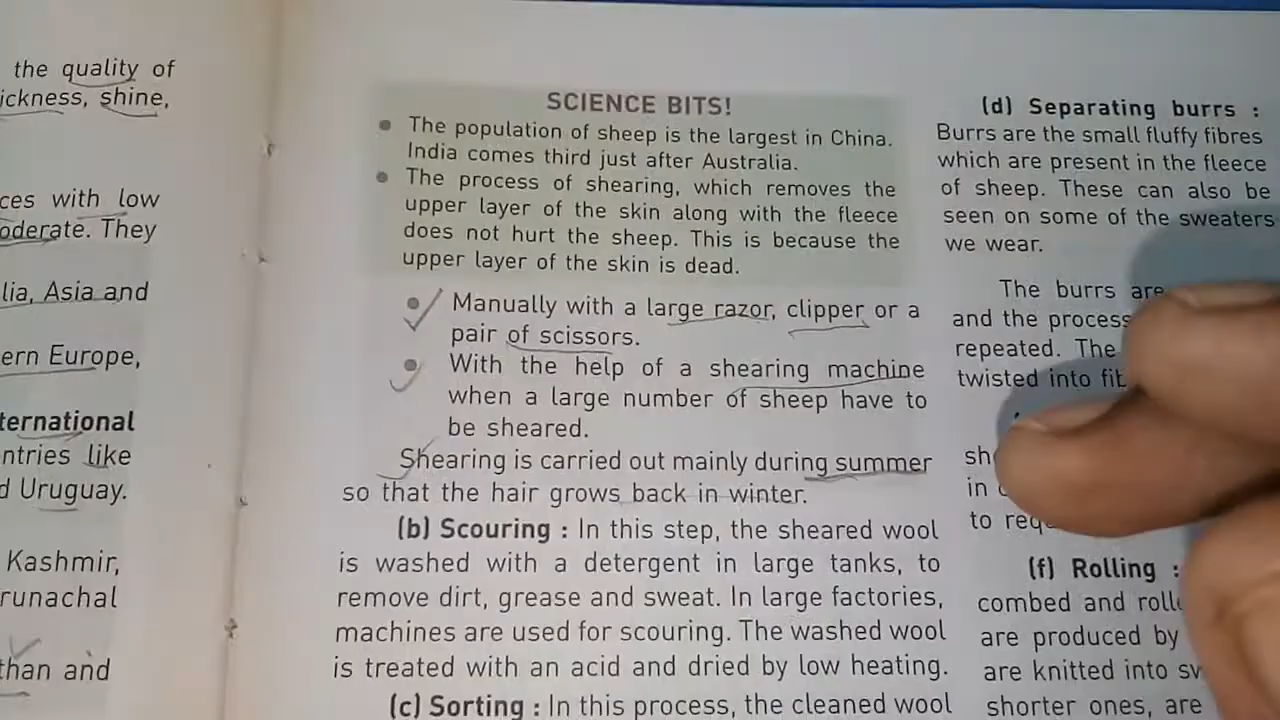 the quality of
ickness, shine,
ces with low
oderate. They
lia, Asia and
ern Europe,
ternational
ntries like
d Uruguay.
Kashmir,
runachal
than and
SCIENCE BITS!
• The population of sheep is the largest in China.
India comes third just after Australia.
• The process of shearing, which removes the
upper layer of the skin along with the fleece
does not hurt the sheep. This is because the
upper layer of the skin is dead.
• Manually with a large razor, clipper or a
pair of scissors.
• With the help of a shearing machine
when a large number of sheep have to
be sheared.
Shearing is carried out mainly during summer
so that the hair grows back in winter.
(b) Scouring : In this step, the sheared wool
is washed with a detergent in large tanks, to
remove dirt, grease and sweat. In large factories,
machines are used for scouring. The washed wool
is treated with an acid and dried by low heating.
(c) Sorting : In this process, the cleaned wool
(d) Separating burrs :
Burrs are the small fluffy fibres
which are present in the fleece
of sheep. These can also be
seen on some of the sweaters
we wear.
The burrs are
and the process
repeated. The
twisted into fib
sh
in
to req
(f) Rolling :
combed and roll
are produced by
are knitted into sw
shorter ones, are